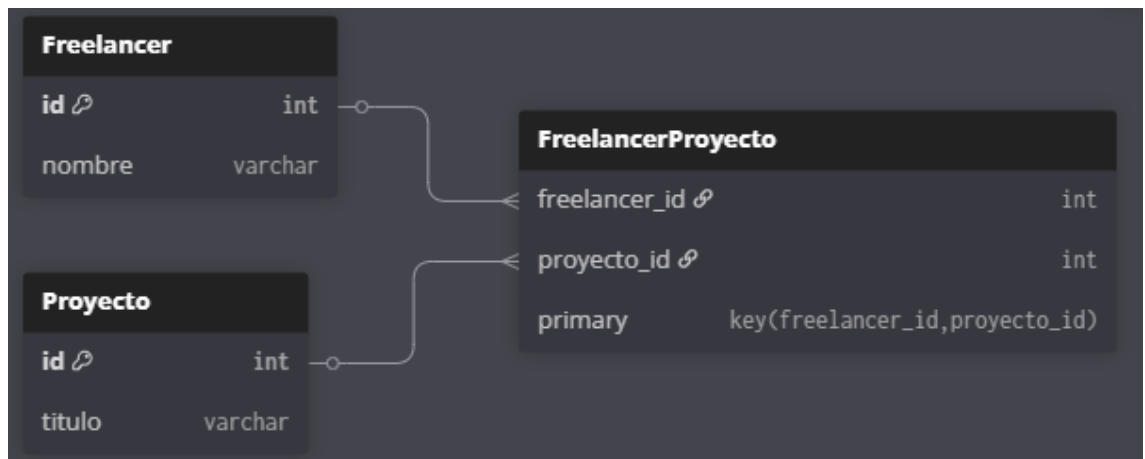 Freelancer
id int
nombre varchar
FreelancerProyecto
freelancer_id int
proyecto_id int
primary key(freelancer_id,proyecto_id)
Proyecto
id int
titulo varchar